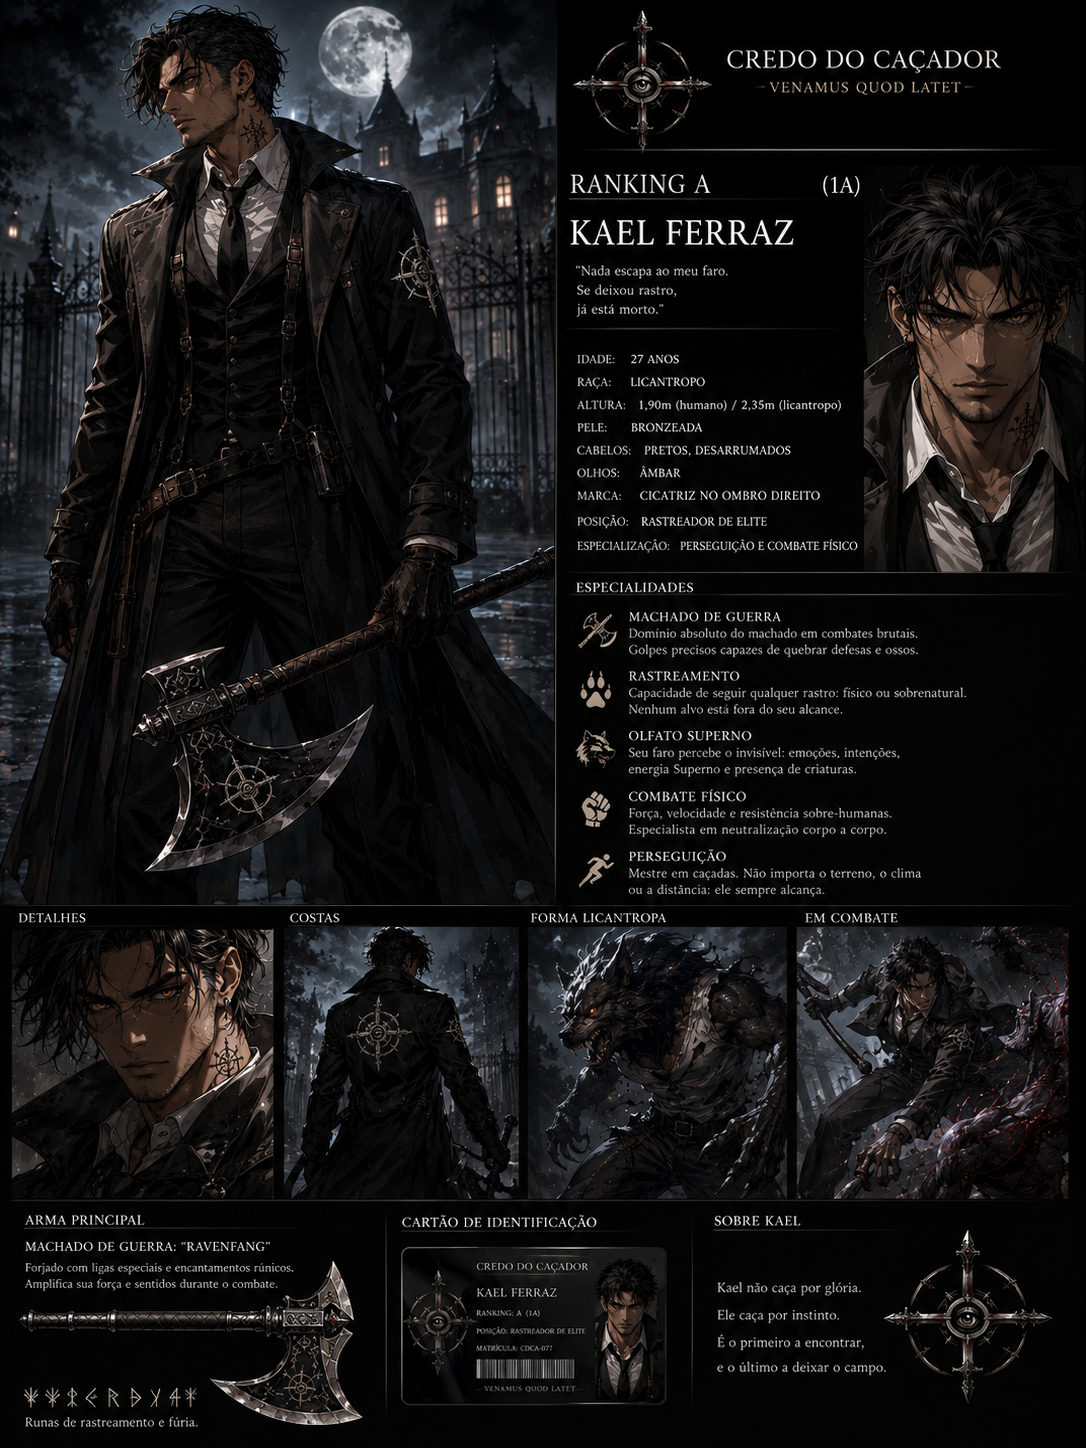 CREDO DO CAÇADOR
VENAMUS QUOD LATET
RANKING A (1A)
KAEL FERRAZ
"Nada escapa ao meu faro.
Se deixou rastro,
já está morto."
IDADE: 27 ANOS
RAÇA: LICANTROPO
ALTURA: 1,90m (humano) / 2,35m (licantropo)
PELE: BRONZEADA
CABELOS: PRETOS, DESARRUMADOS
OLHOS: ÂMBAR
MARCA: CICATRIZ NO OMBRO DIREITO
POSIÇÃO: RASTREADOR DE ELITE
ESPECIALIZAÇÃO: PERSEGUIÇÃO E COMBATE FÍSICO
ESPECIALIDADES
MACHADO DE GUERRA
Domínio absoluto do machado em combates brutais.
Golpes precisos capazes de quebrar defesas e ossos.
RASTREAMENTO
Capacidade de seguir qualquer rastro: físico ou sobrenatural.
Nenhum alvo está fora do seu alcance.
OLFATO SUPERNO
Seu faro percebe o invisível: emoções, intenções,
energia Superno e presença de criaturas.
COMBATE FÍSICO
Força, velocidade e resistência sobre-humanas.
Especialista em neutralização corpo a corpo.
PERSEGUIÇÃO
Mestre em caçadas. Não importa o terreno, o clima
ou a distância: ele sempre alcança.
DETALHES
COSTAS
FORMA LICANTROPA
EM COMBATE
ARMA PRINCIPAL
MACHADO DE GUERRA: "RAVENFANG"
Forjado com ligas especiais e encantamentos rúnicos.
Amplifica sua força e sentidos durante o combate.
Runas de rastreamento e fúria.
CARTÃO DE IDENTIFICAÇÃO
CREDO DO CAÇADOR
KAEL FERRAZ
RANKING: A (1A)
POSIÇÃO: RASTREADOR DE ELITE
MATRÍCULA: CDCA-077
VENAMUS QUOD LATET
SOBRE KAEL
Kael não caça por glória.
Ele caça por instinto.
É o primeiro a encontrar,
e o último a deixar o campo.